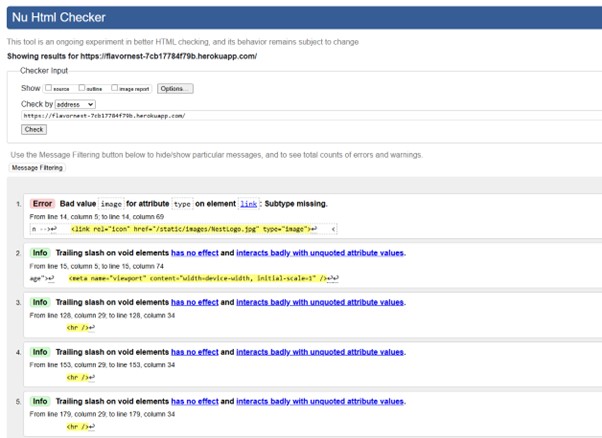 Nu Html Checker
This tool is an ongoing experiment in better HTML checking, and its behavior remains subject to change
Showing results for https://flavornest-7cb17784f79b.herokuapp.com/
Checker Input
Show source outline image report Options...
Check by address
https://flavornest-7cb17784f79b.herokuapp.com/
Check
Use the Message Filtering button below to hide/show particular messages, and to see total counts of errors and warnings.
Message Filtering
1. Error Bad value image for attribute type on element link: Subtype missing.
From line 14, column 5; to line 14, column 69
n -->↩ <link rel="icon" href="/static/images/NestLogo.jpg" type="image">↩ <
2. Info Trailing slash on void elements has no effect and interacts badly with unquoted attribute values.
From line 15, column 5; to line 15, column 74
age">↩ <meta name="viewport" content="width=device-width, initial-scale=1" />↩↩
3. Info Trailing slash on void elements has no effect and interacts badly with unquoted attribute values.
From line 128, column 29; to line 128, column 34
<hr />↩
4. Info Trailing slash on void elements has no effect and interacts badly with unquoted attribute values.
From line 153, column 29; to line 153, column 34
<hr />↩
5. Info Trailing slash on void elements has no effect and interacts badly with unquoted attribute values.
From line 179, column 29; to line 179, column 34
<hr />↩